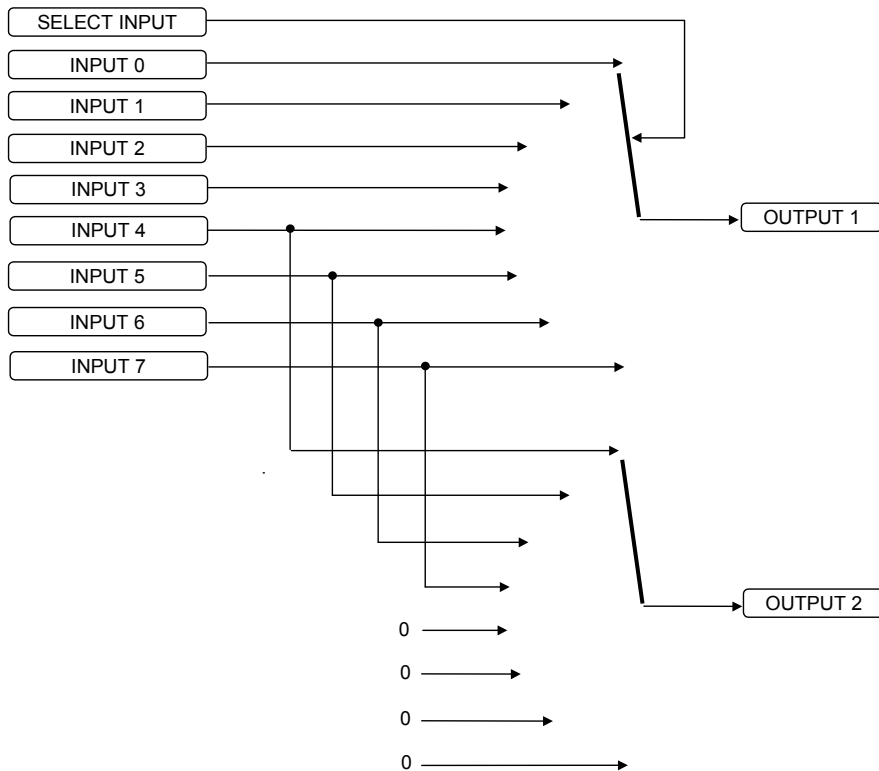 SELECT INPUT
INPUT 0
INPUT 1
INPUT 2
INPUT 3
OUTPUT 1
INPUT 4
INPUT 5
INPUT 6
INPUT 7
OUTPUT 2
0
0
0
0